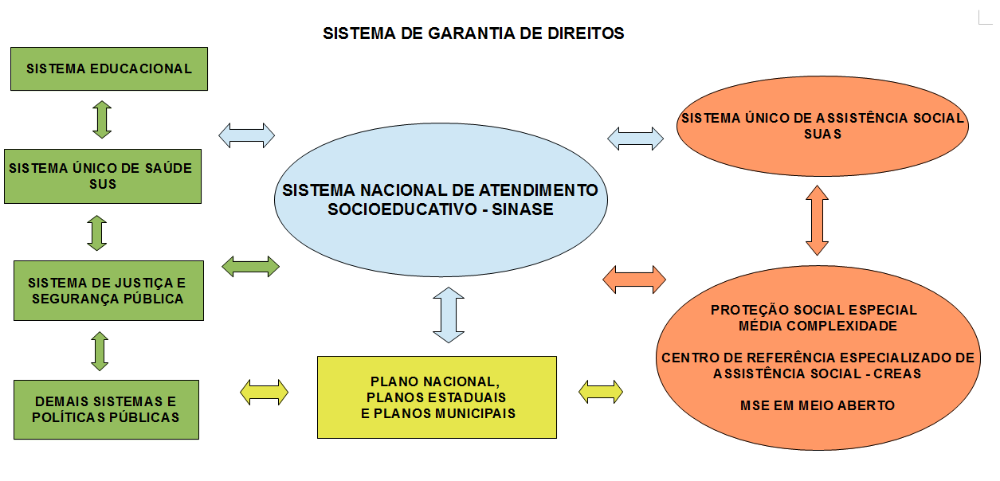 SISTEMA DE GARANTIA DE DIREITOS
SISTEMA EDUCACIONAL
SISTEMA ÚNICO DE SAÚDE
SUS
SISTEMA DE JUSTIÇA E
SEGURANÇA PÚBLICA
DEMAIS SISTEMAS E
POLÍTICAS PÚBLICAS
SISTEMA NACIONAL DE ATENDIMENTO
SOCIOEDUCATIVO - SINASE
PLANO NACIONAL,
PLANOS ESTADUAIS
E PLANOS MUNICIPAIS
SISTEMA ÚNICO DE ASSISTÊNCIA SOCIAL
SUAS
PROTEÇÃO SOCIAL ESPECIAL
MÉDIA COMPLEXIDADE
CENTRO DE REFERÊNCIA ESPECIALIZADO DE
ASSISTÊNCIA SOCIAL - CREAS
MSE EM MEIO ABERTO